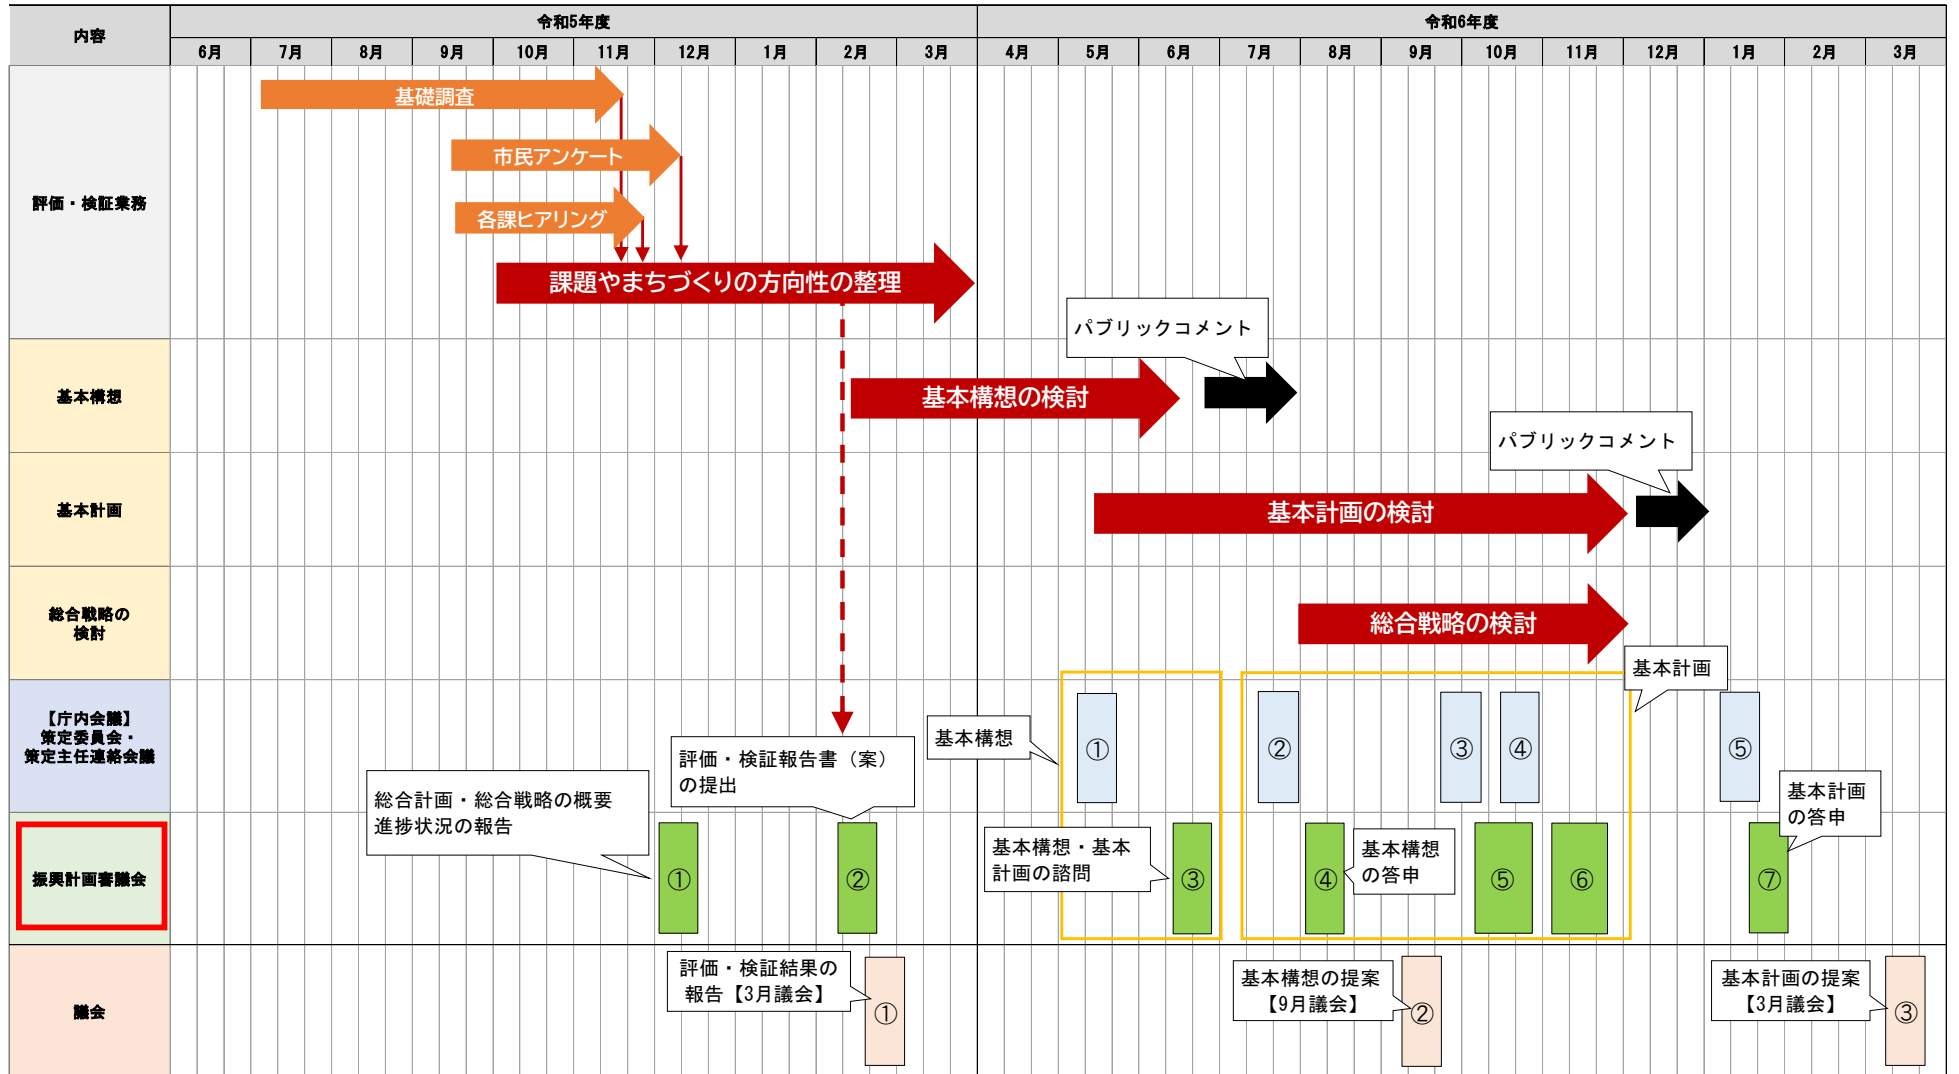 内容
令和5年度
令和6年度
6月 7月 8月 9月 10月 11月 12月 1月 2月 3月 4月 5月 6月 7月 8月 9月 10月 11月 12月 1月 2月 3月
評価・検証業務
基礎調査
市民アンケート
各課ヒアリング
課題やまちづくりの方向性の整理
基本構想
パブリックコメント
基本構想の検討
基本計画
パブリックコメント
基本計画の検討
総合戦略の
検討
総合戦略の検討
【庁内会議】
策定委員会・
策定主任連絡会議
基本構想
基本計画
① ② ③ ④ ⑤
振興計画審議会
総合計画・総合戦略の概要
進捗状況の報告
評価・検証報告書（案）
の提出
基本構想・基本
計画の諮問
基本構想
の答申
基本計画
の答申
① ② ③ ④ ⑤ ⑥ ⑦
議会
評価・検証結果の
報告【3月議会】
①
基本構想の提案
【9月議会】
②
基本計画の提案
【3月議会】
③